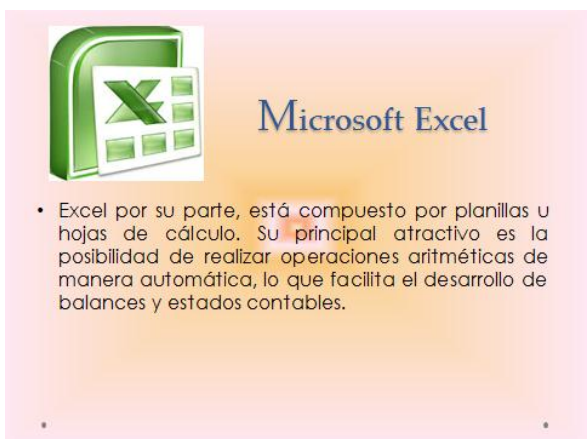 Microsoft Excel
• Excel por su parte, está compuesto por planillas u
hojas de cálculo. Su principal atractivo es la
posibilidad de realizar operaciones aritméticas de
manera automática, lo que facilita el desarrollo de
balances y estados contables.